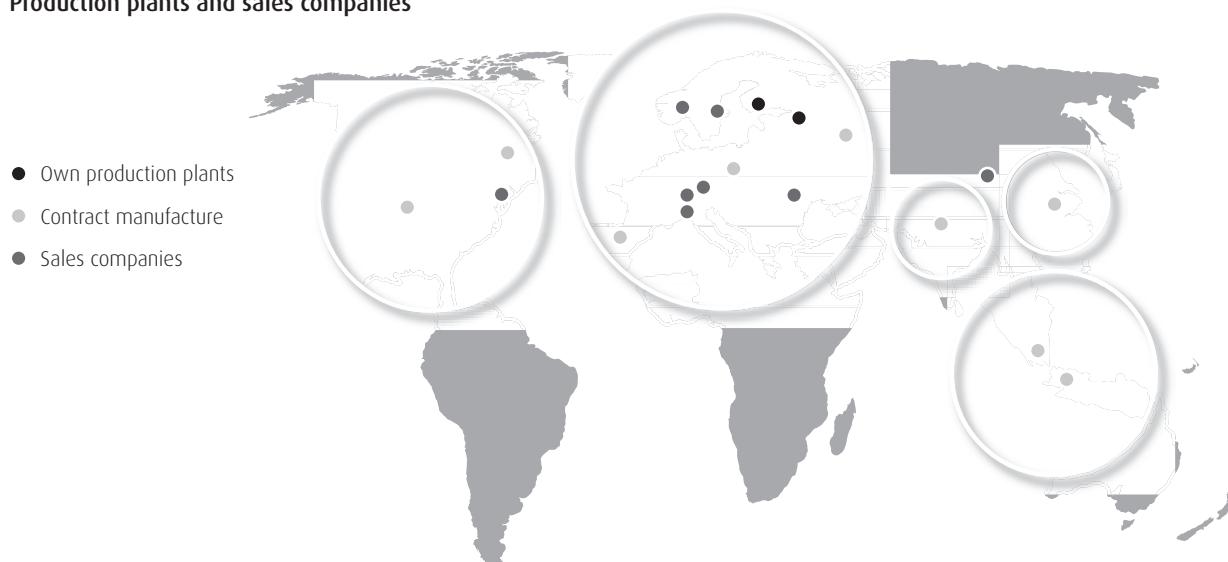 Production plants and sales companies
Own production plants
Contract manufacture
Sales companies